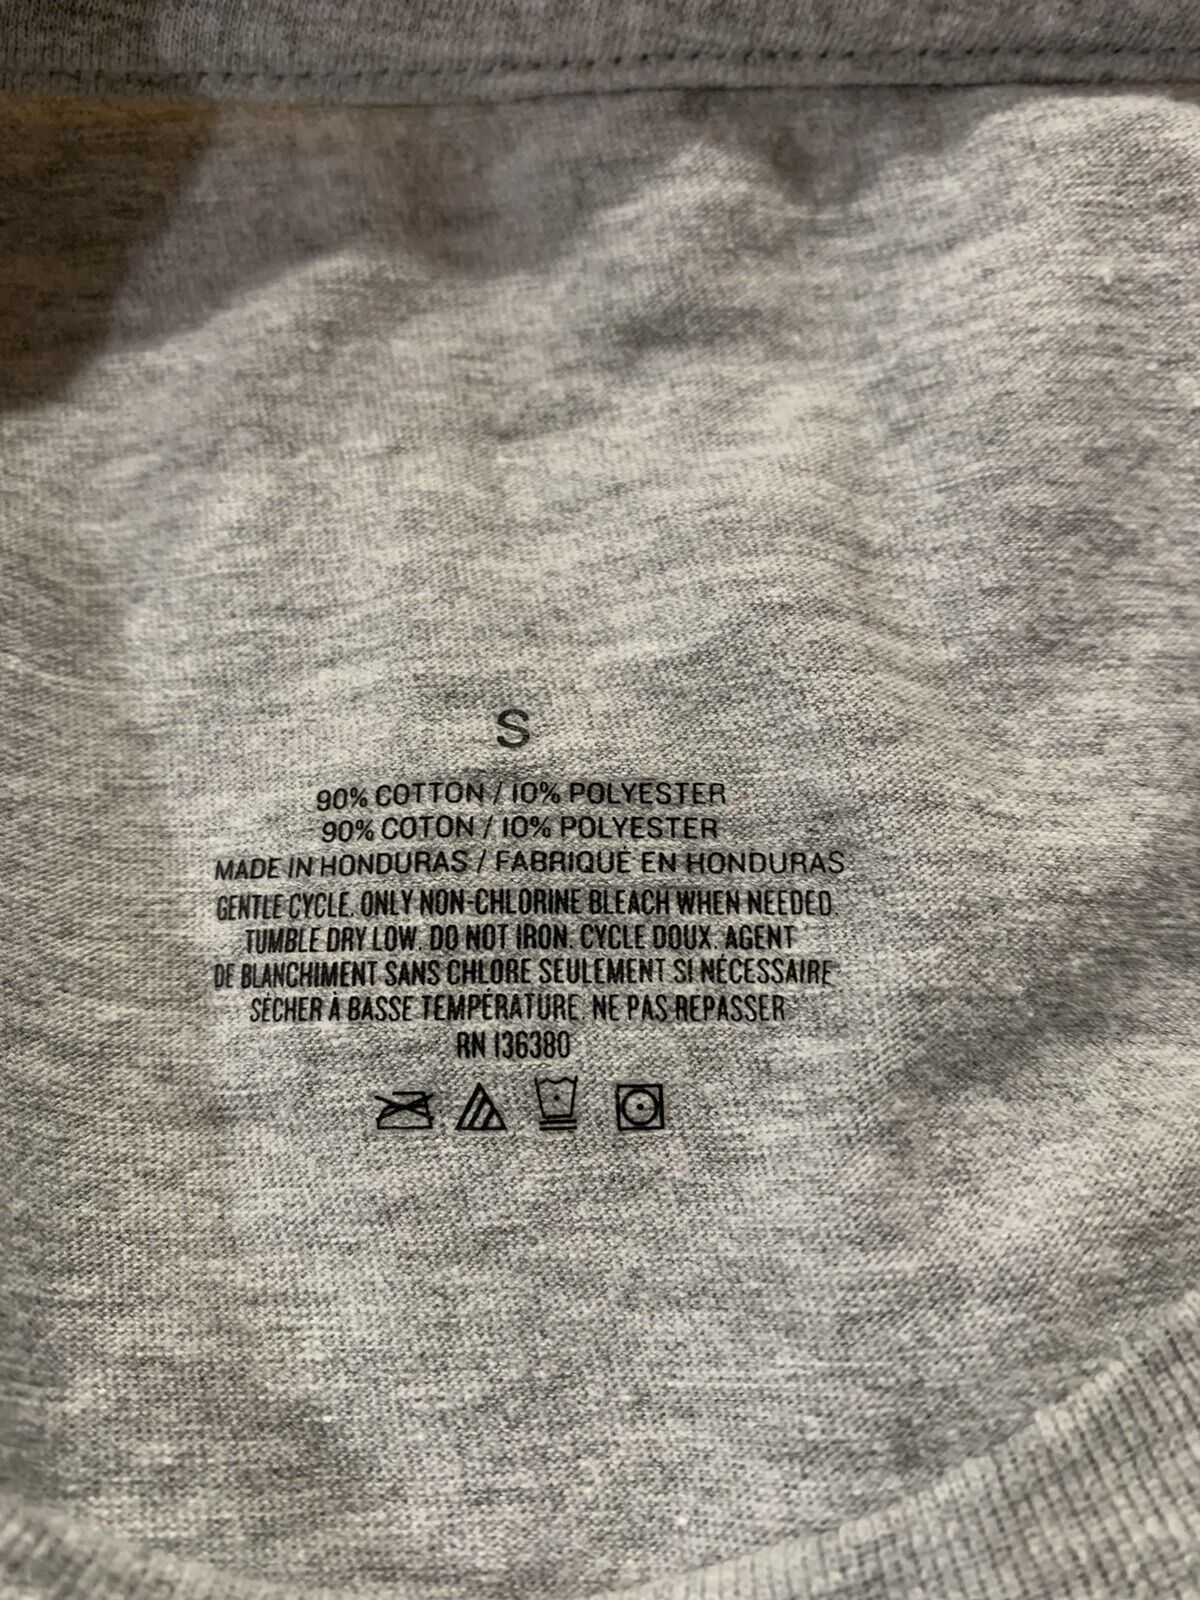 S
90% COTTON / 10% POLYESTER
90% COTON / 10% POLYESTER
MADE IN HONDURAS / FABRIQUÉ EN HONDURAS
GENTLE CYCLE. ONLY NON-CHLORINE BLEACH WHEN NEEDED.
TUMBLE DRY LOW. DO NOT IRON. CYCLE DOUX. AGENT
DE BLANCHIMENT SANS CHLORE SEULEMENT SI NÉCESSAIRE
SÉCHER À BASSE TEMPÉRATURE. NE PAS REPASSER
RN 136380